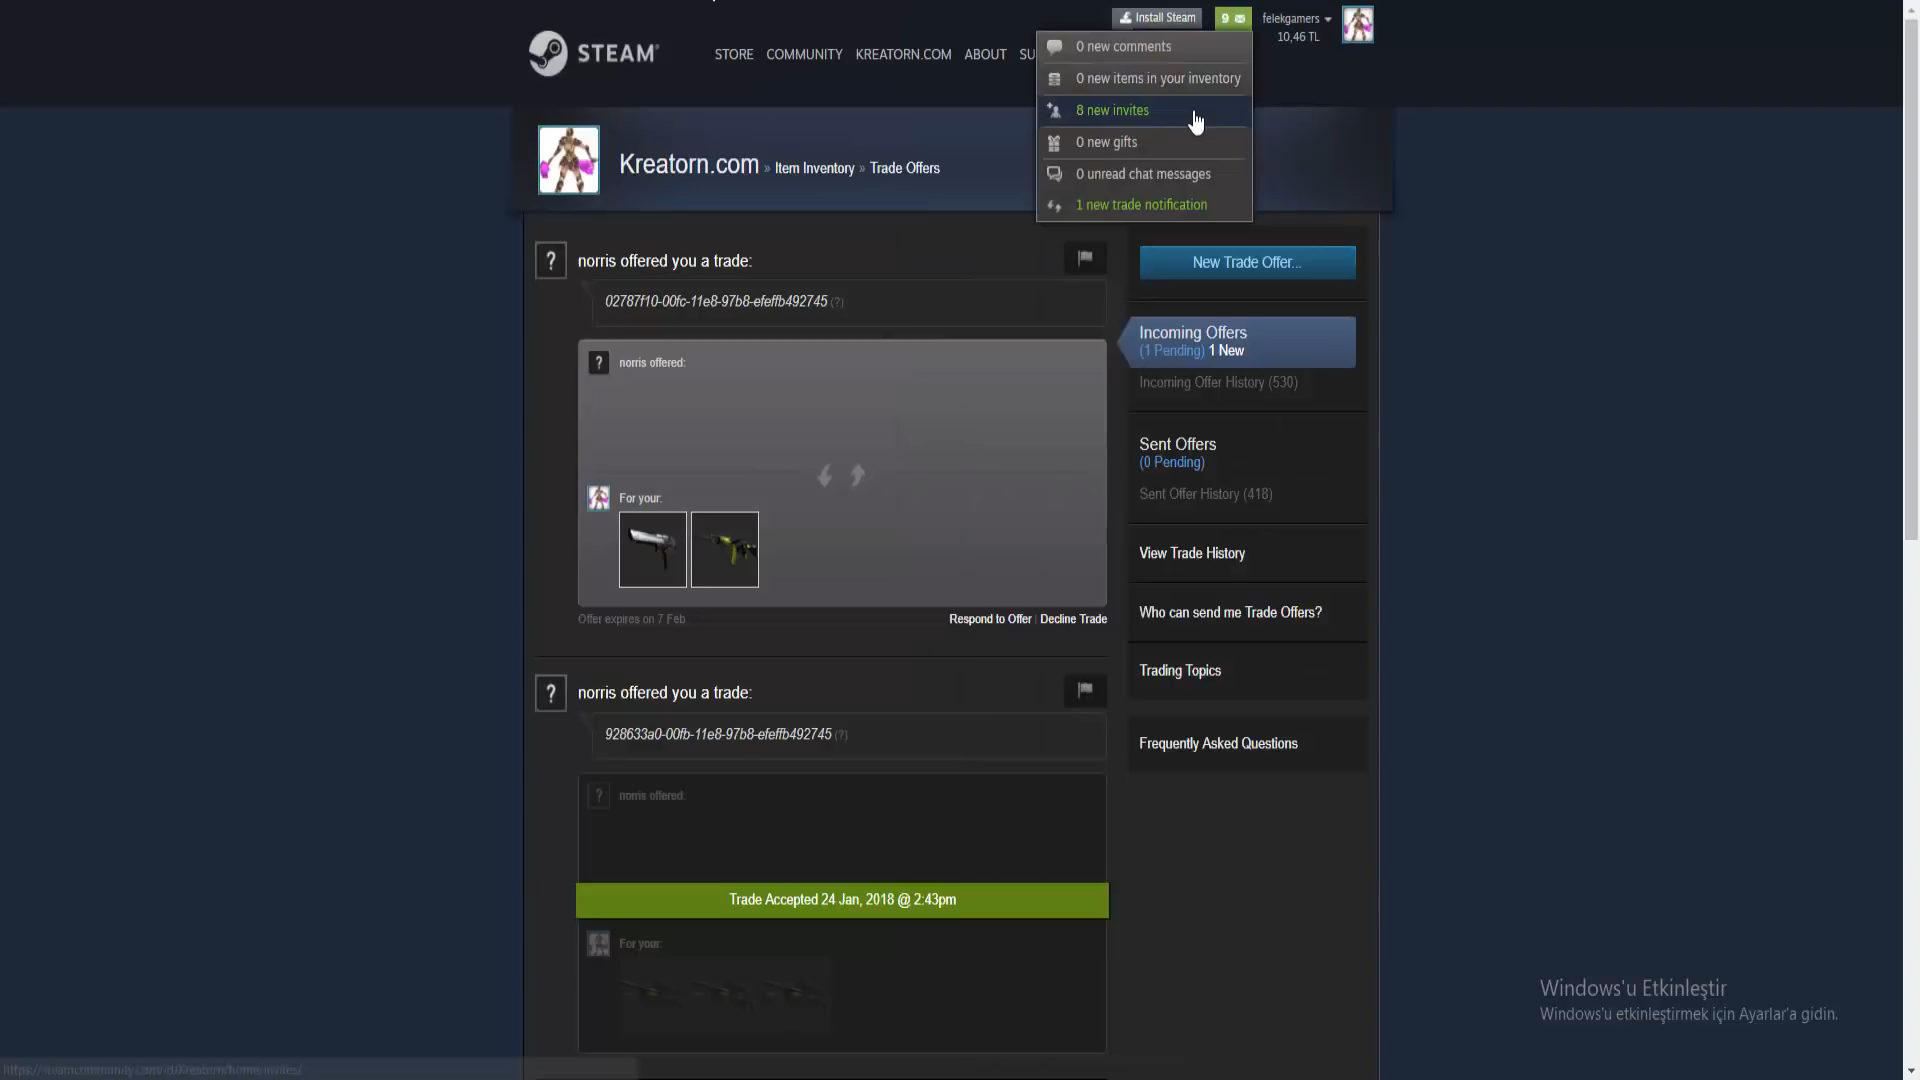 Install Steam
9
felekgamers
10,46 TL
STEAM
STORE COMMUNITY KREATORN.COM ABOUT SU
0 new comments
0 new items in your inventory
8 new invites
0 new gifts
0 unread chat messages
1 new trade notification
Kreatorn.com » Item Inventory » Trade Offers
norris offered you a trade:
02787f10-00fc-11e8-97b8-efeffb492745 (?)
norris offered:
For your:
Offer expires on 7 Feb
Respond to Offer | Decline Trade
norris offered you a trade:
928633a0-00fb-11e8-97b8-efeffb492745 (?)
norris offered:
Trade Accepted 24 Jan, 2018 @ 2:43pm
For your:
New Trade Offer...
Incoming Offers
(1 Pending) 1 New
Incoming Offer History (530)
Sent Offers
(0 Pending)
Sent Offer History (418)
View Trade History
Who can send me Trade Offers?
Trading Topics
Frequently Asked Questions
Windows'u Etkinleştir
Windows'u etkinleştirmek için Ayarlar'a gidin.